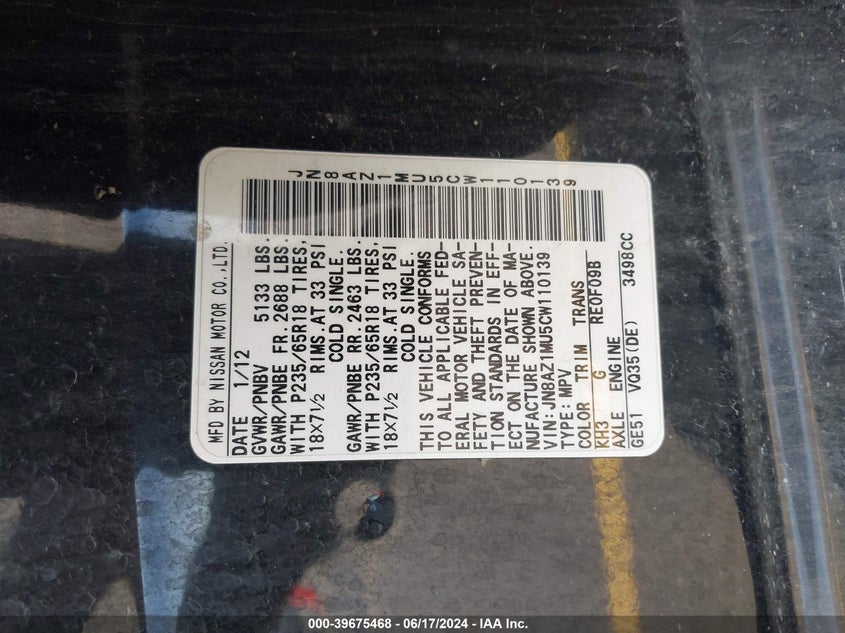 JN8AZ1MU5CW110139
MFD BY NISSAN MOTOR CO.,LTD.
DATE 1/12
GVWR/PNBV 5133 LBS.
GAWR/PNBE FR. 2688 LBS.
WITH P235/65R18 TIRES,
18X7½ RIMS.AT 33 PSI
COLD SINGLE.
GAWR/PNBE RR. 2463 LBS.
WITH P235/65R18 TIRES,
18X7½ RIMS.AT 33 PSI
COLD SINGLE.
THIS VEHICLE CONFORMS
TO ALL APPLICABLE FED-
ERAL MOTOR VEHICLE SA-
FETY AND THEFT PREVEN-
TION STANDARDS IN EFF-
ECT ON THE DATE OF MA-
NUFACTURE SHOWN ABOVE.
VIN:JN8AZ1MU5CW110139
TYPE:MPV
COLOR TRIM TRANS
KH3 G RE0F09B
AXLE ENGINE
GE51 VQ35(DE) 3498CC
000-39675468 - 06/17/2024 - IAA Inc.